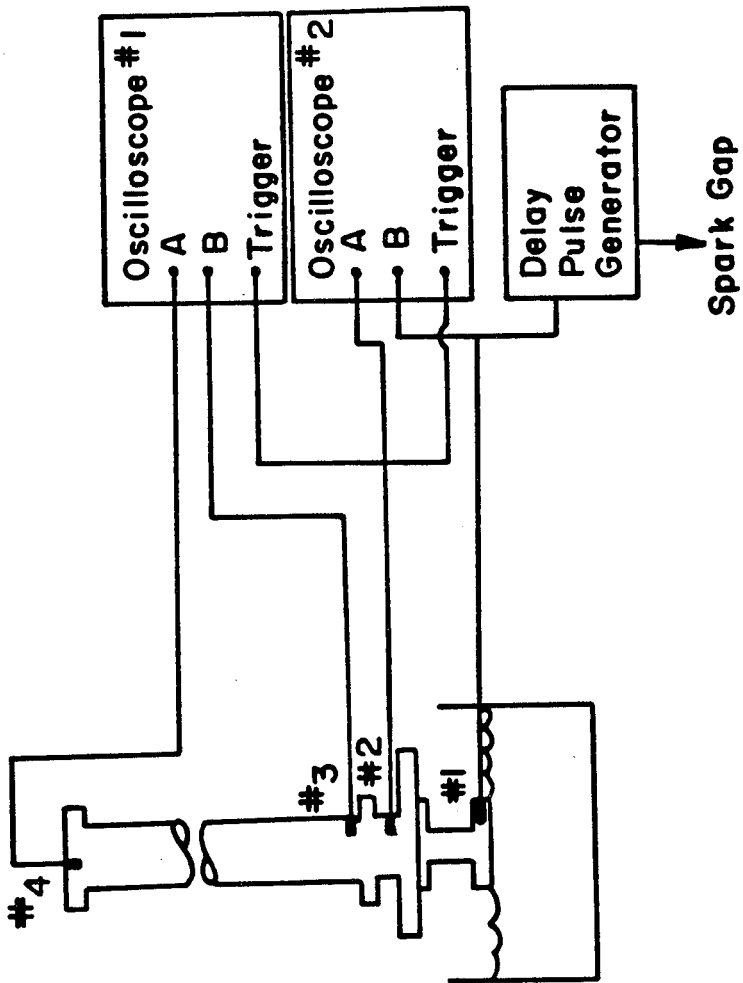 Oscilloscope #1
A
B
Trigger
Oscilloscope #2
A
B
Trigger
Delay
Pulse
Generator
Spark Gap
#4
#3
#2
#1